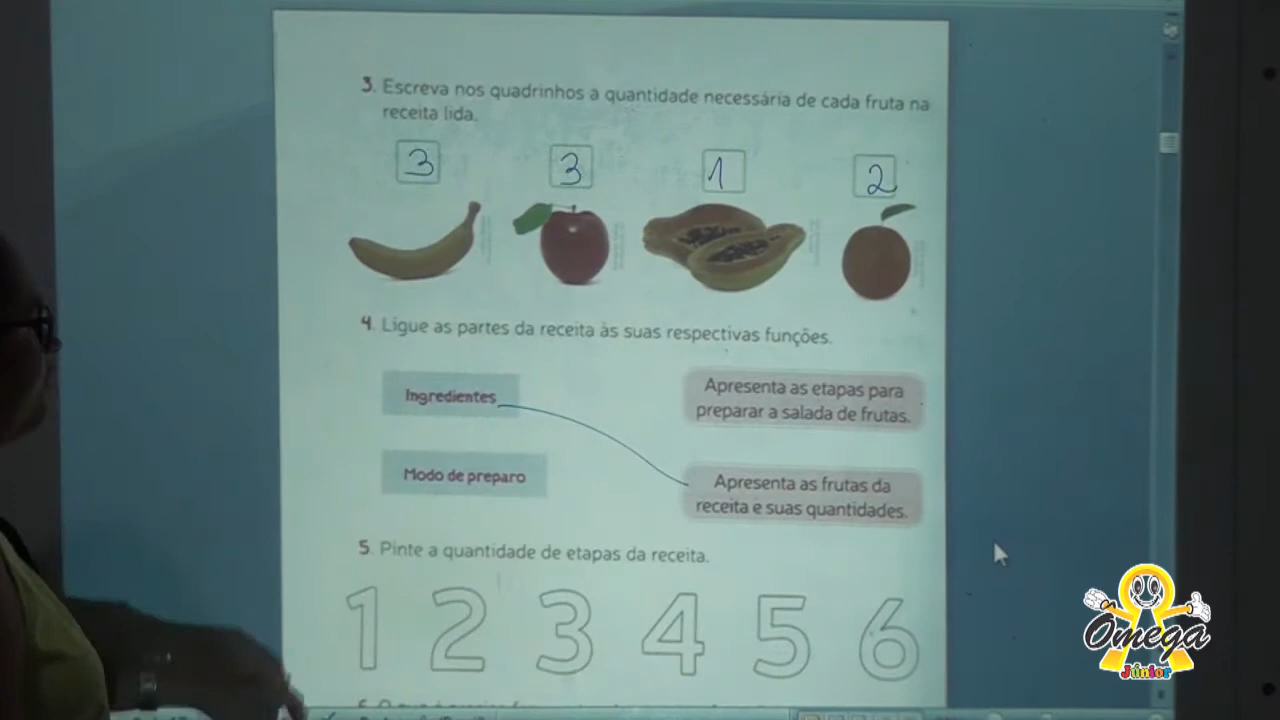 3. Escreva nos quadrinhos a quantidade necessária de cada fruta na
receita lida.
3 3 1 2
4. Ligue as partes da receita às suas respectivas funções.
Ingredientes
Apresenta as etapas para
preparar a salada de frutas.
Modo de preparo
Apresenta as frutas da
receita e suas quantidades.
5. Pinte a quantidade de etapas da receita.
1 2 3 4 5 6
Omega
Júnior